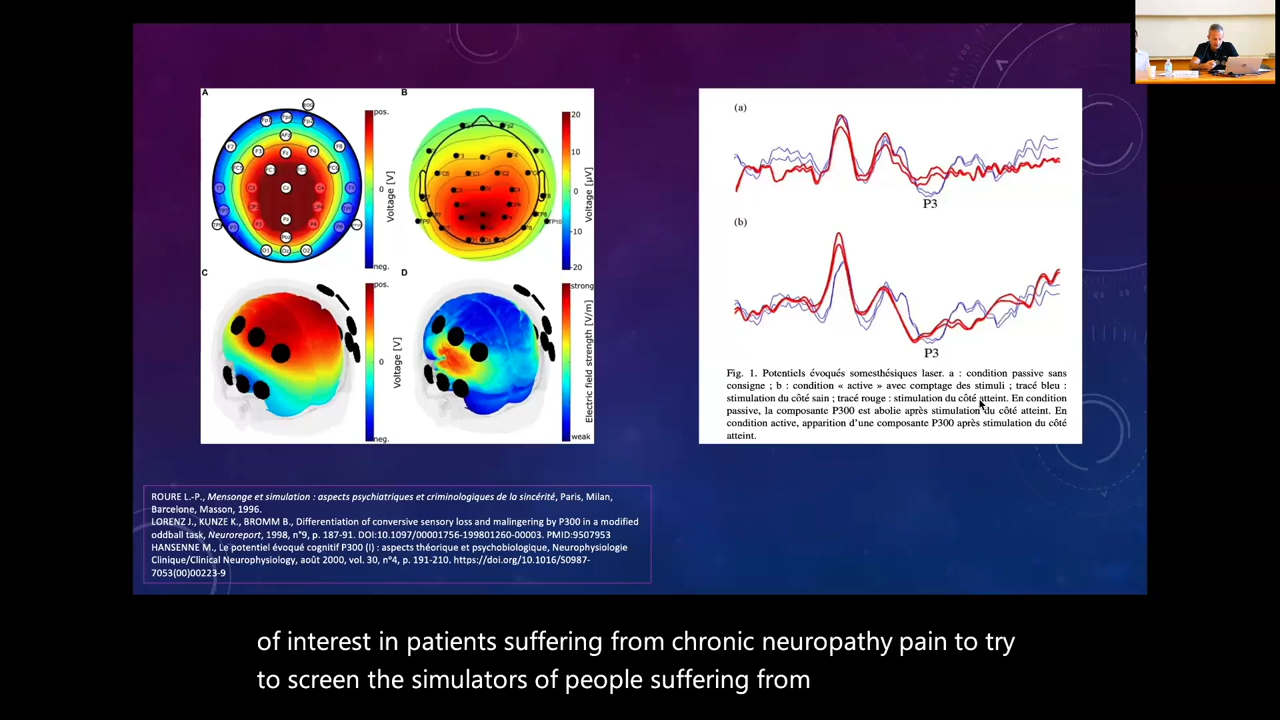 A
B
pos.
0
neg.
Voltage [V]
20
10
0
-10
-20
Voltage [µV]
C
D
pos.
0
neg.
Voltage [V]
strong
weak
Electric field strength [V/m]
(a)
P3
(b)
P3
Fig. 1. Potentiels évoqués somesthésiques laser. a : condition passive sans
consigne ; b : condition « active » avec comptage des stimuli ; tracé bleu :
stimulation du côté sain ; tracé rouge : stimulation du côté atteint. En condition
passive, la composante P300 est abolie après stimulation du côté atteint. En
condition active, apparition d'une composante P300 après stimulation du côté
atteint.
ROURE L.-P., Mensonge et simulation : aspects psychiatriques et criminologiques de la sincérité, Paris, Milan,
Barcelone, Masson, 1996.
LORENZ J., KUNZE K., BROMM B., Differentiation of conversive sensory loss and malingering by P300 in a modified
oddball task, Neuroreport, 1998, n°9, p. 187-91. DOI:10.1097/00001756-199801260-00003. PMID:9507953
HANSENNE M., Le potentiel évoqué cognitif P300 (I) : aspects théorique et psychobiologique, Neurophysiologie
Clinique/Clinical Neurophysiology, août 2000, vol. 30, n°4, p. 191-210. https://doi.org/10.1016/S0987-
7053(00)00223-9
of interest in patients suffering from chronic neuropathy pain to try
to screen the simulators of people suffering from